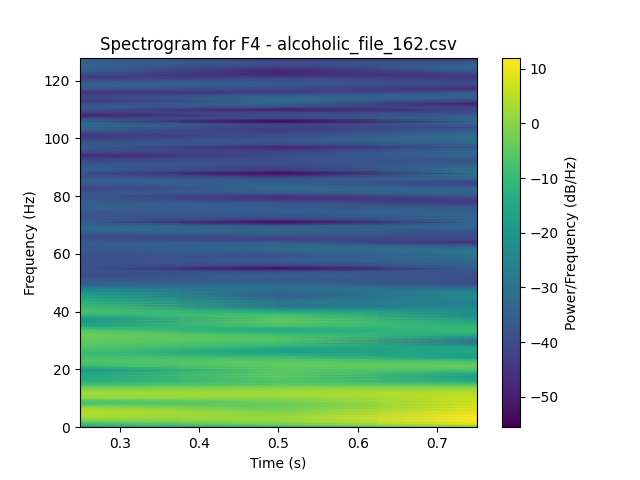 Spectrogram for F4 - alcoholic_file_162.csv
120
100
80
60
40
20
0
Frequency (Hz)
0.3 0.4 0.5 0.6 0.7
Time (s)
10
0
−10
−20
−30
−40
−50
Power/Frequency (dB/Hz)